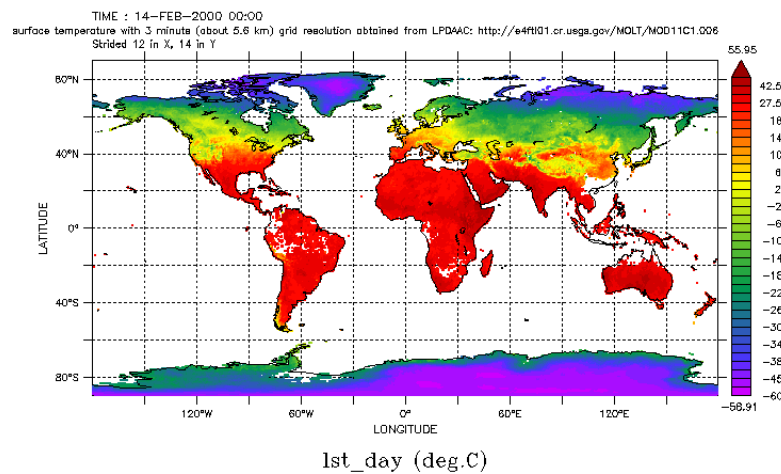 TIME : 14-FEB-2000 00:00
surface temperature with 3 minute (about 5.6 km) grid resolution obtained from LPDAAC: http://e4ftl01.cr.usgs.gov/MOLT/MOD11C1.006
Strided 12 in X, 14 in Y
55.95
80°N
42.5
27.5
18
14
40°N
10
6
2
-2
-6
LATITUDE
0°
-10
-14
-18
-22
-26
40°S
-30
-34
-38
-45
80°S
-60
-56.91
120°W
60°W
0°
60°E
120°E
LONGITUDE
lst_day (deg.C)